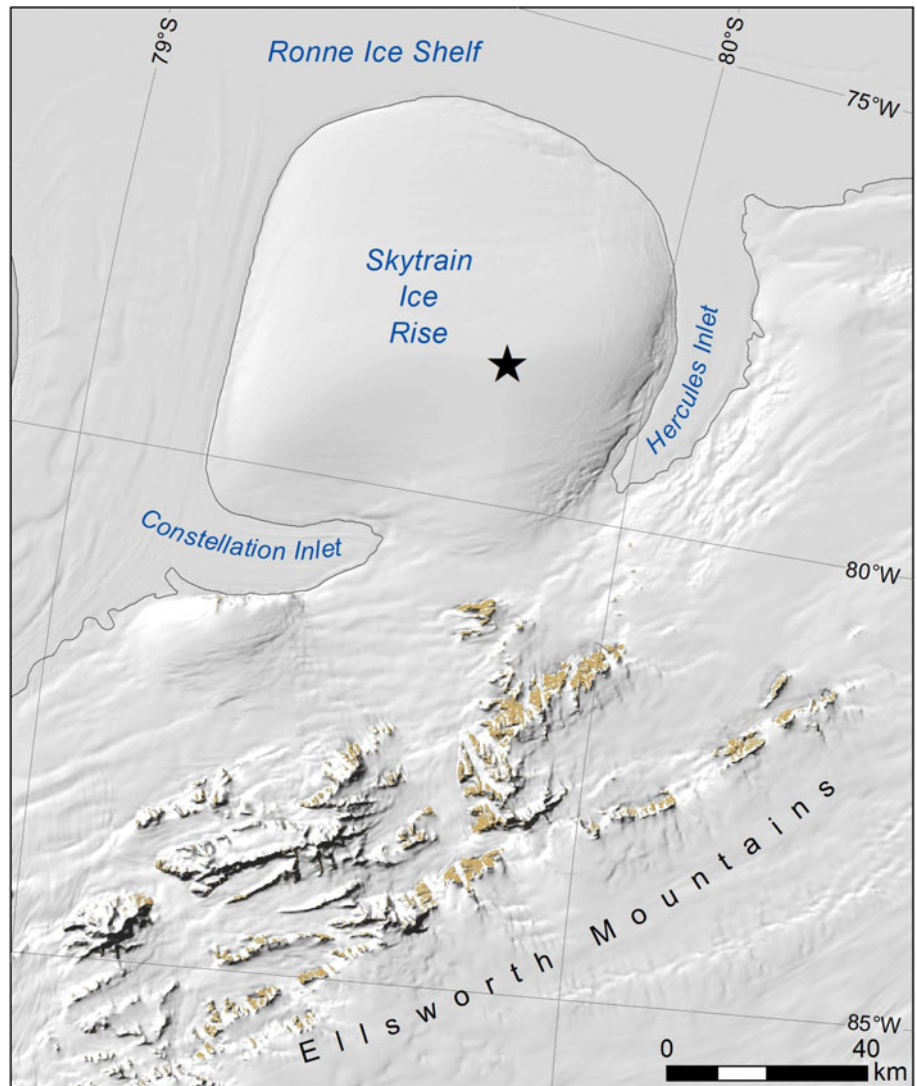 79°S
80°S
Ronne Ice Shelf
75°W
Skytrain
Ice
Rise
Hercules Inlet
Constellation Inlet
80°W
Ellsworth Mountains
85°W
0 40
km